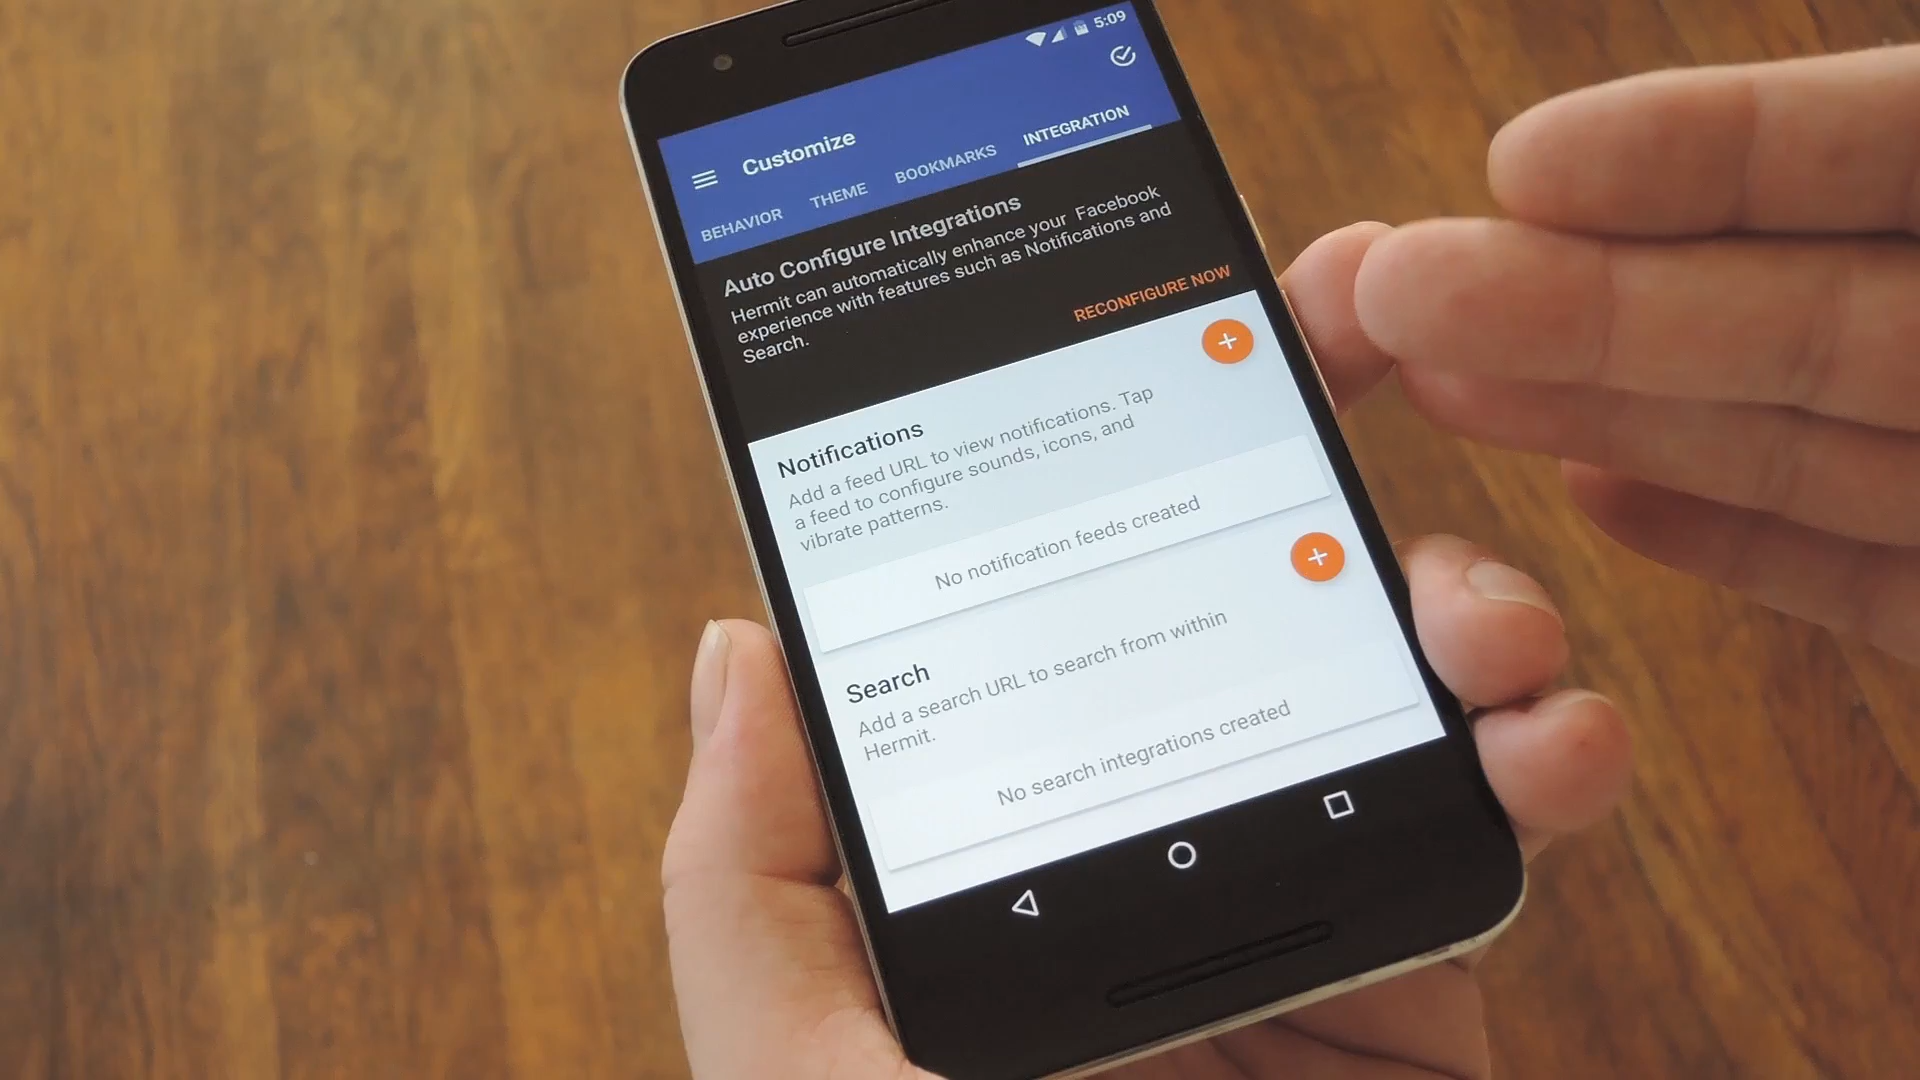 5:09
Customize
BEHAVIOR THEME BOOKMARKS INTEGRATION
Auto Configure Integrations
Hermit can automatically enhance your Facebook
experience with features such as Notifications and
Search.
RECONFIGURE NOW
Notifications
Add a feed URL to view notifications. Tap
a feed to configure sounds, icons, and
vibrate patterns.
No notification feeds created
Search
Add a search URL to search from within
Hermit.
No search integrations created